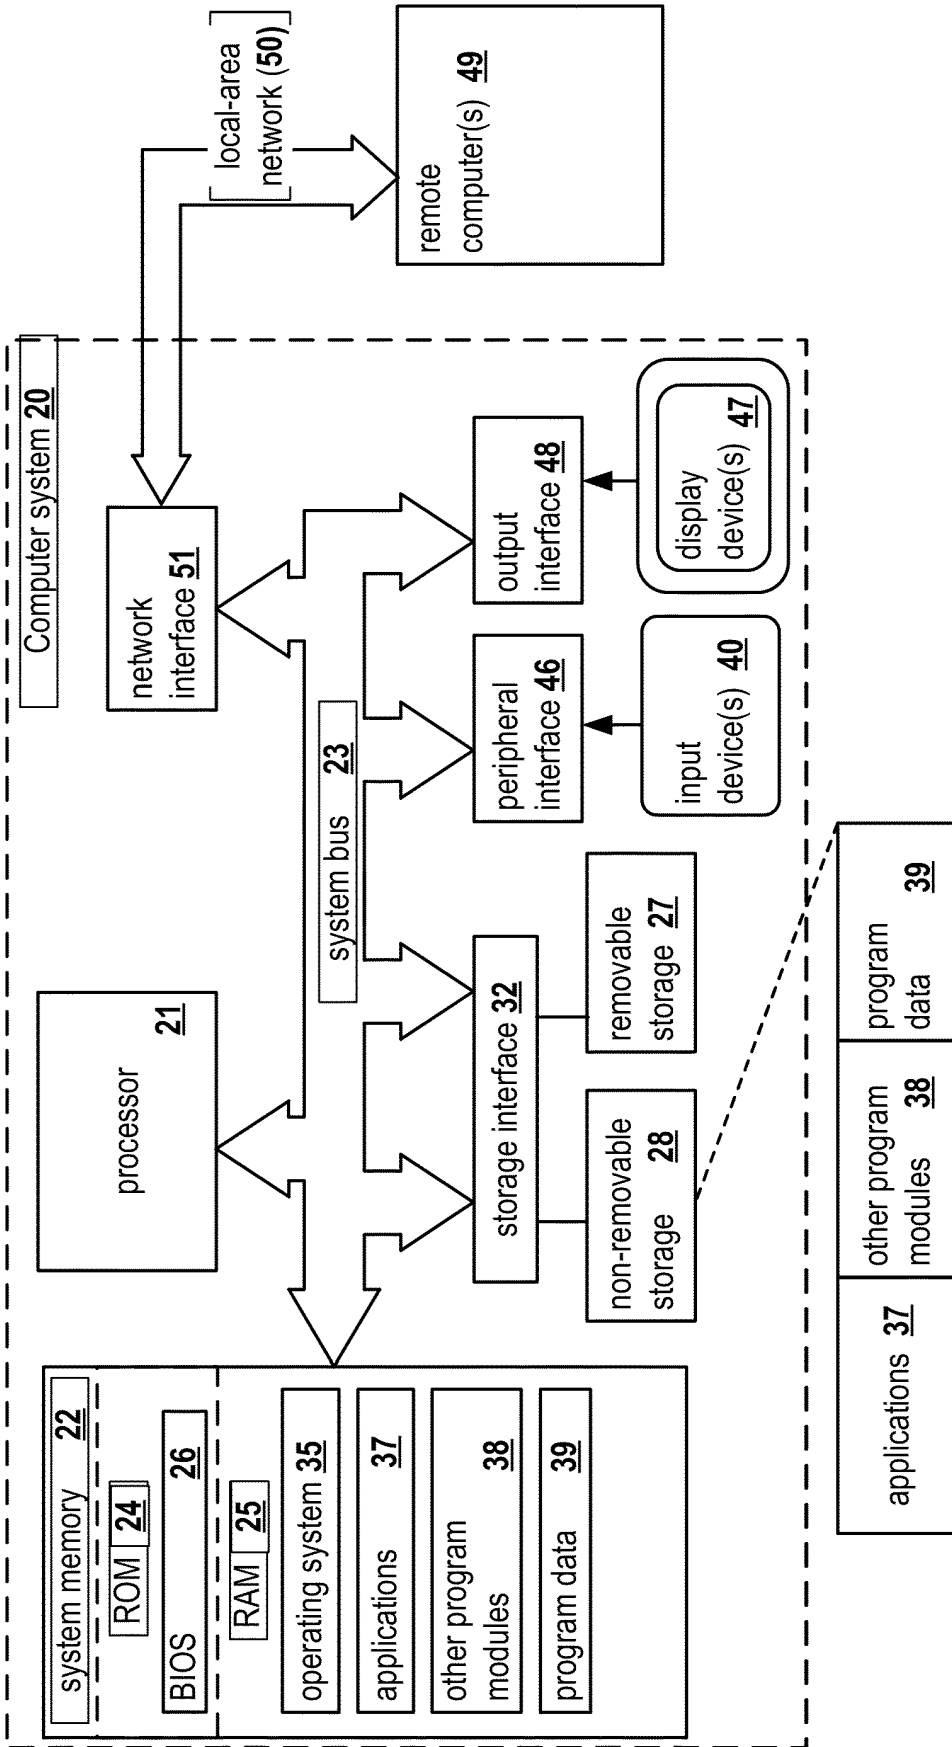 Computer system 20
system memory 22
ROM 24
BIOS 26
RAM 25
operating system 35
applications 37
other program
modules 38
program data 39
processor 21
system bus 23
network
interface 51
local-area
network (50)
remote
computer(s) 49
storage interface 32
non-removable
storage 28
removable
storage 27
peripheral
interface 46
output
interface 48
input
device(s) 40
display
device(s) 47
applications 37
other program
modules 38
program
data 39